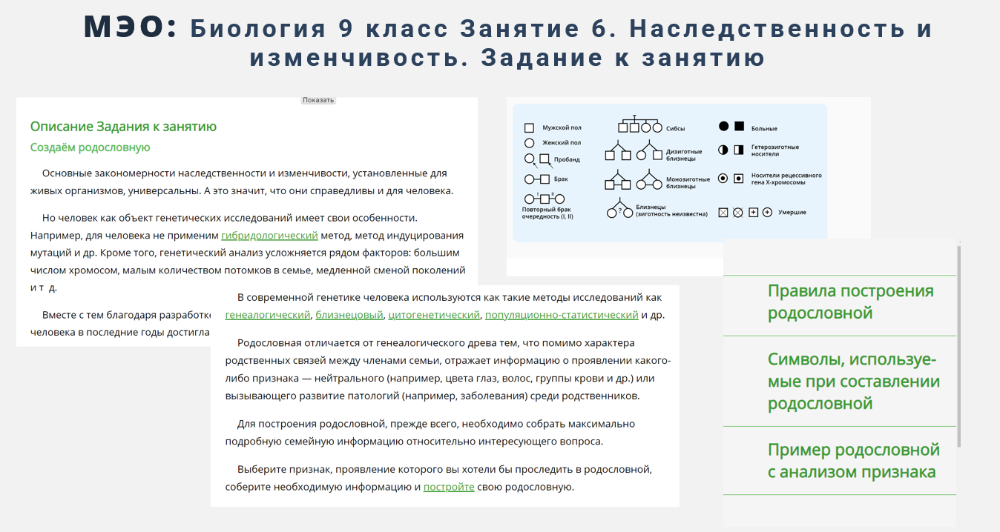 МЭО: Биология 9 класс Занятие 6. Наследственность и
изменчивость. Задание к занятию
Показать
Описание Задания к занятию
Создаём родословную
Основные закономерности наследственности и изменчивости, установленные для
живых организмов, универсальны. А это значит, что они справедливы и для человека.
Но человек как объект генетических исследований имеет свои особенности.
Например, для человека не применим гибридологический метод, метод индуцирования
мутаций и др. Кроме того, генетический анализ усложняется рядом факторов: большим
числом хромосом, малым количеством потомков в семье, медленной сменой поколений
и т д.
Вместе с тем благодаря разработке
человека в последние годы достигла
В современной генетике человека используются как такие методы исследований как
генеалогический, близнецовый, цитогенетический, популяционно-статистический и др.
Родословная отличается от генеалогического древа тем, что помимо характера
родственных связей между членами семьи, отражает информацию о проявлении какого-
либо признака — нейтрального (например, цвета глаз, волос, группы крови и др.) или
вызывающего развитие патологий (например, заболевания) среди родственников.
Для построения родословной, прежде всего, необходимо собрать максимально
подробную семейную информацию относительно интересующего вопроса.
Выберите признак, проявление которого вы хотели бы проследить в родословной,
соберите необходимую информацию и постройте свою родословную.
Мужской пол
Женский пол
Пробанд
Брак
I II
Повторный брак
очередность (I, II)
Сибсы
Дизиготные
близнецы
Монозиготные
близнецы
?
Близнецы
(зиготность неизвестна)
Больные
Гетерозиготные
носители
Носители рецессивного
гена X-хромосомы
Умершие
Правила построения
родословной
Символы, используе-
мые при составлении
родословной
Пример родословной
с анализом признака